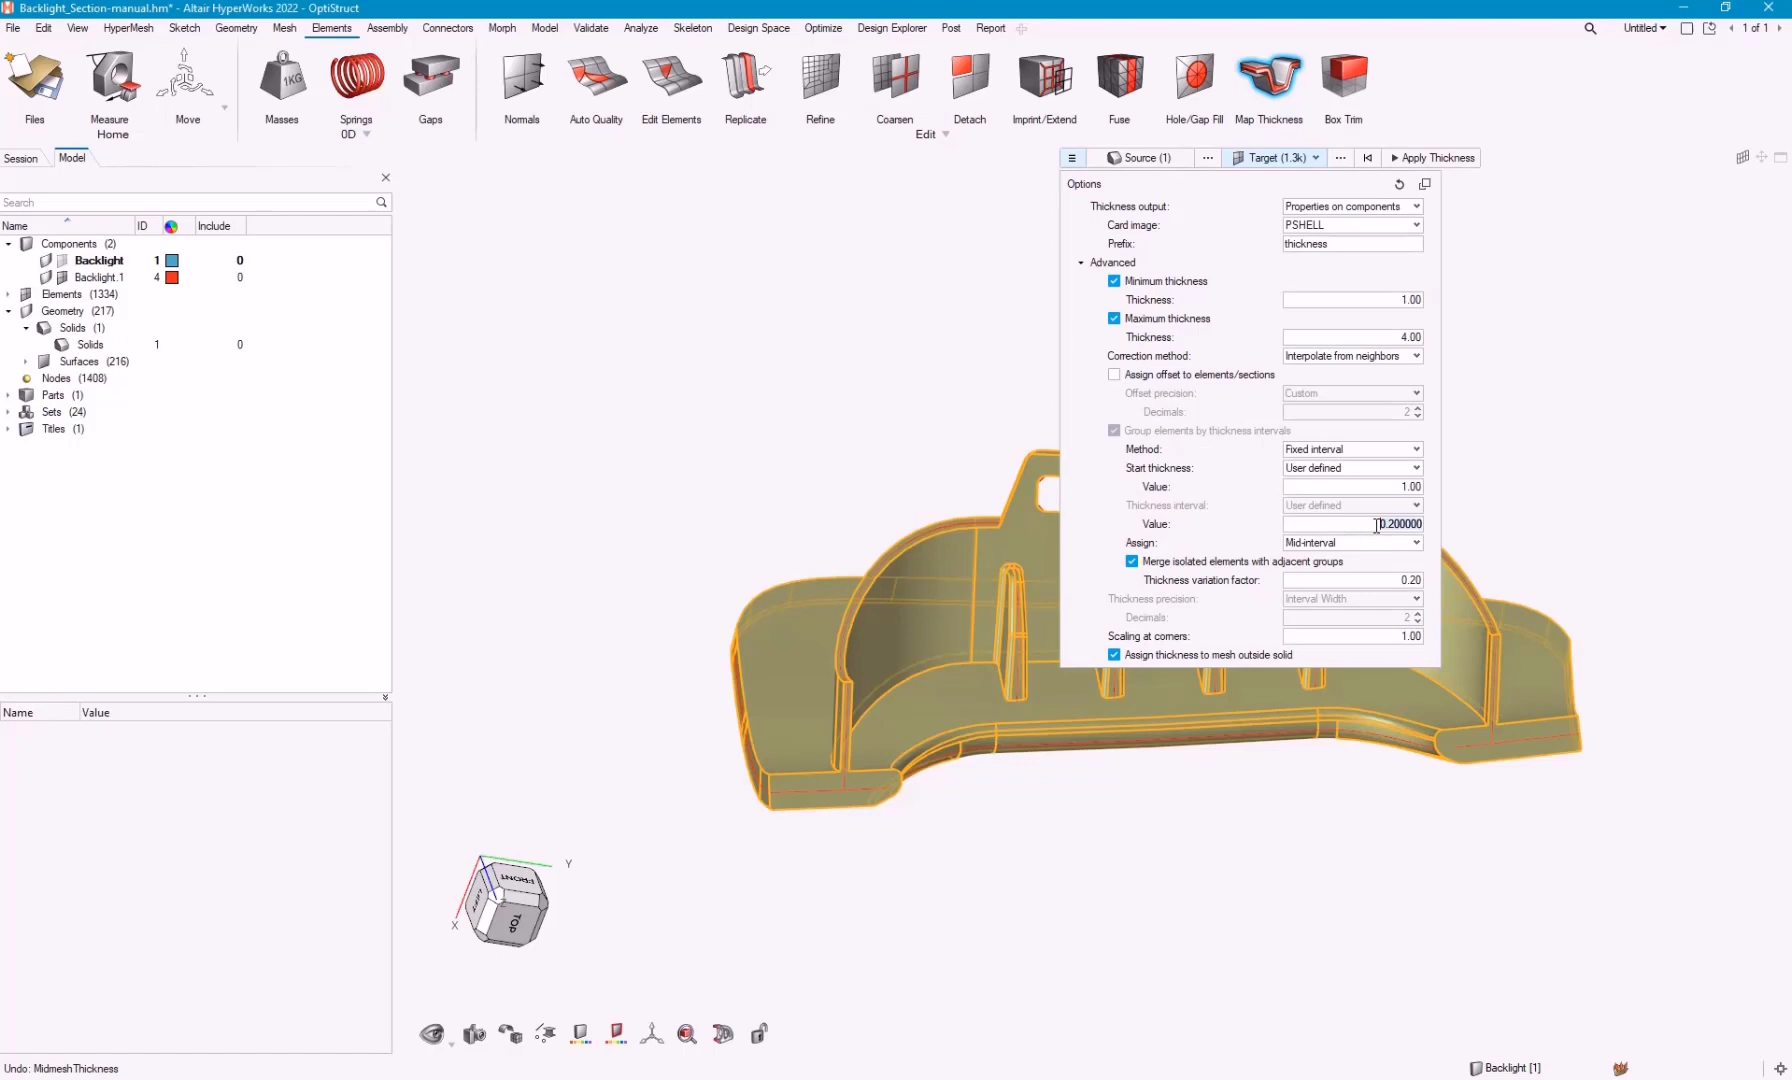 Backlight_Section-manual.hm* - Altair HyperWorks 2022 - OptiStruct
File Edit View HyperMesh Sketch Geometry Mesh Elements Assembly Connectors Morph Model Validate Analyze Skeleton Design Space Optimize Design Explorer Post Report Untitled 1 of 1
1KG
Files Measure Move Masses Springs Gaps Normals Auto Quality Edit Elements Replicate Refine Coarsen Detach Imprint/Extend Fuse Hole/Gap Fill Map Thickness Box Trim
Home 0D Edit
Session Model
Source (1) ... Target (1.3k) ... Apply Thickness
Search
Name ID Include
Components (2)
Backlight 1 0
Backlight.1 4 0
Elements (1334)
Geometry (217)
Solids (1)
Solids 1 0
Surfaces (216)
Nodes (1408)
Parts (1)
Sets (24)
Titles (1)
Name Value
Options
Thickness output: Properties on components
Card image: PSHELL
Prefix: thickness
Advanced
Minimum thickness
Thickness: 1.00
Maximum thickness
Thickness: 4.00
Correction method: Interpolate from neighbors
Assign offset to elements/sections
Offset precision: Custom
Decimals: 2
Group elements by thickness intervals
Method: Fixed interval
Start thickness: User defined
Value: 1.00
Thickness interval: User defined
Value: 0.200000
Assign: Mid-interval
Merge isolated elements with adjacent groups
Thickness variation factor: 0.20
Thickness precision: Interval Width
Decimals: 2
Scaling at corners: 1.00
Assign thickness to mesh outside solid
Y
FRONT
LEFT
TOP
Z
X
Undo: MidmeshThickness
Backlight [1]